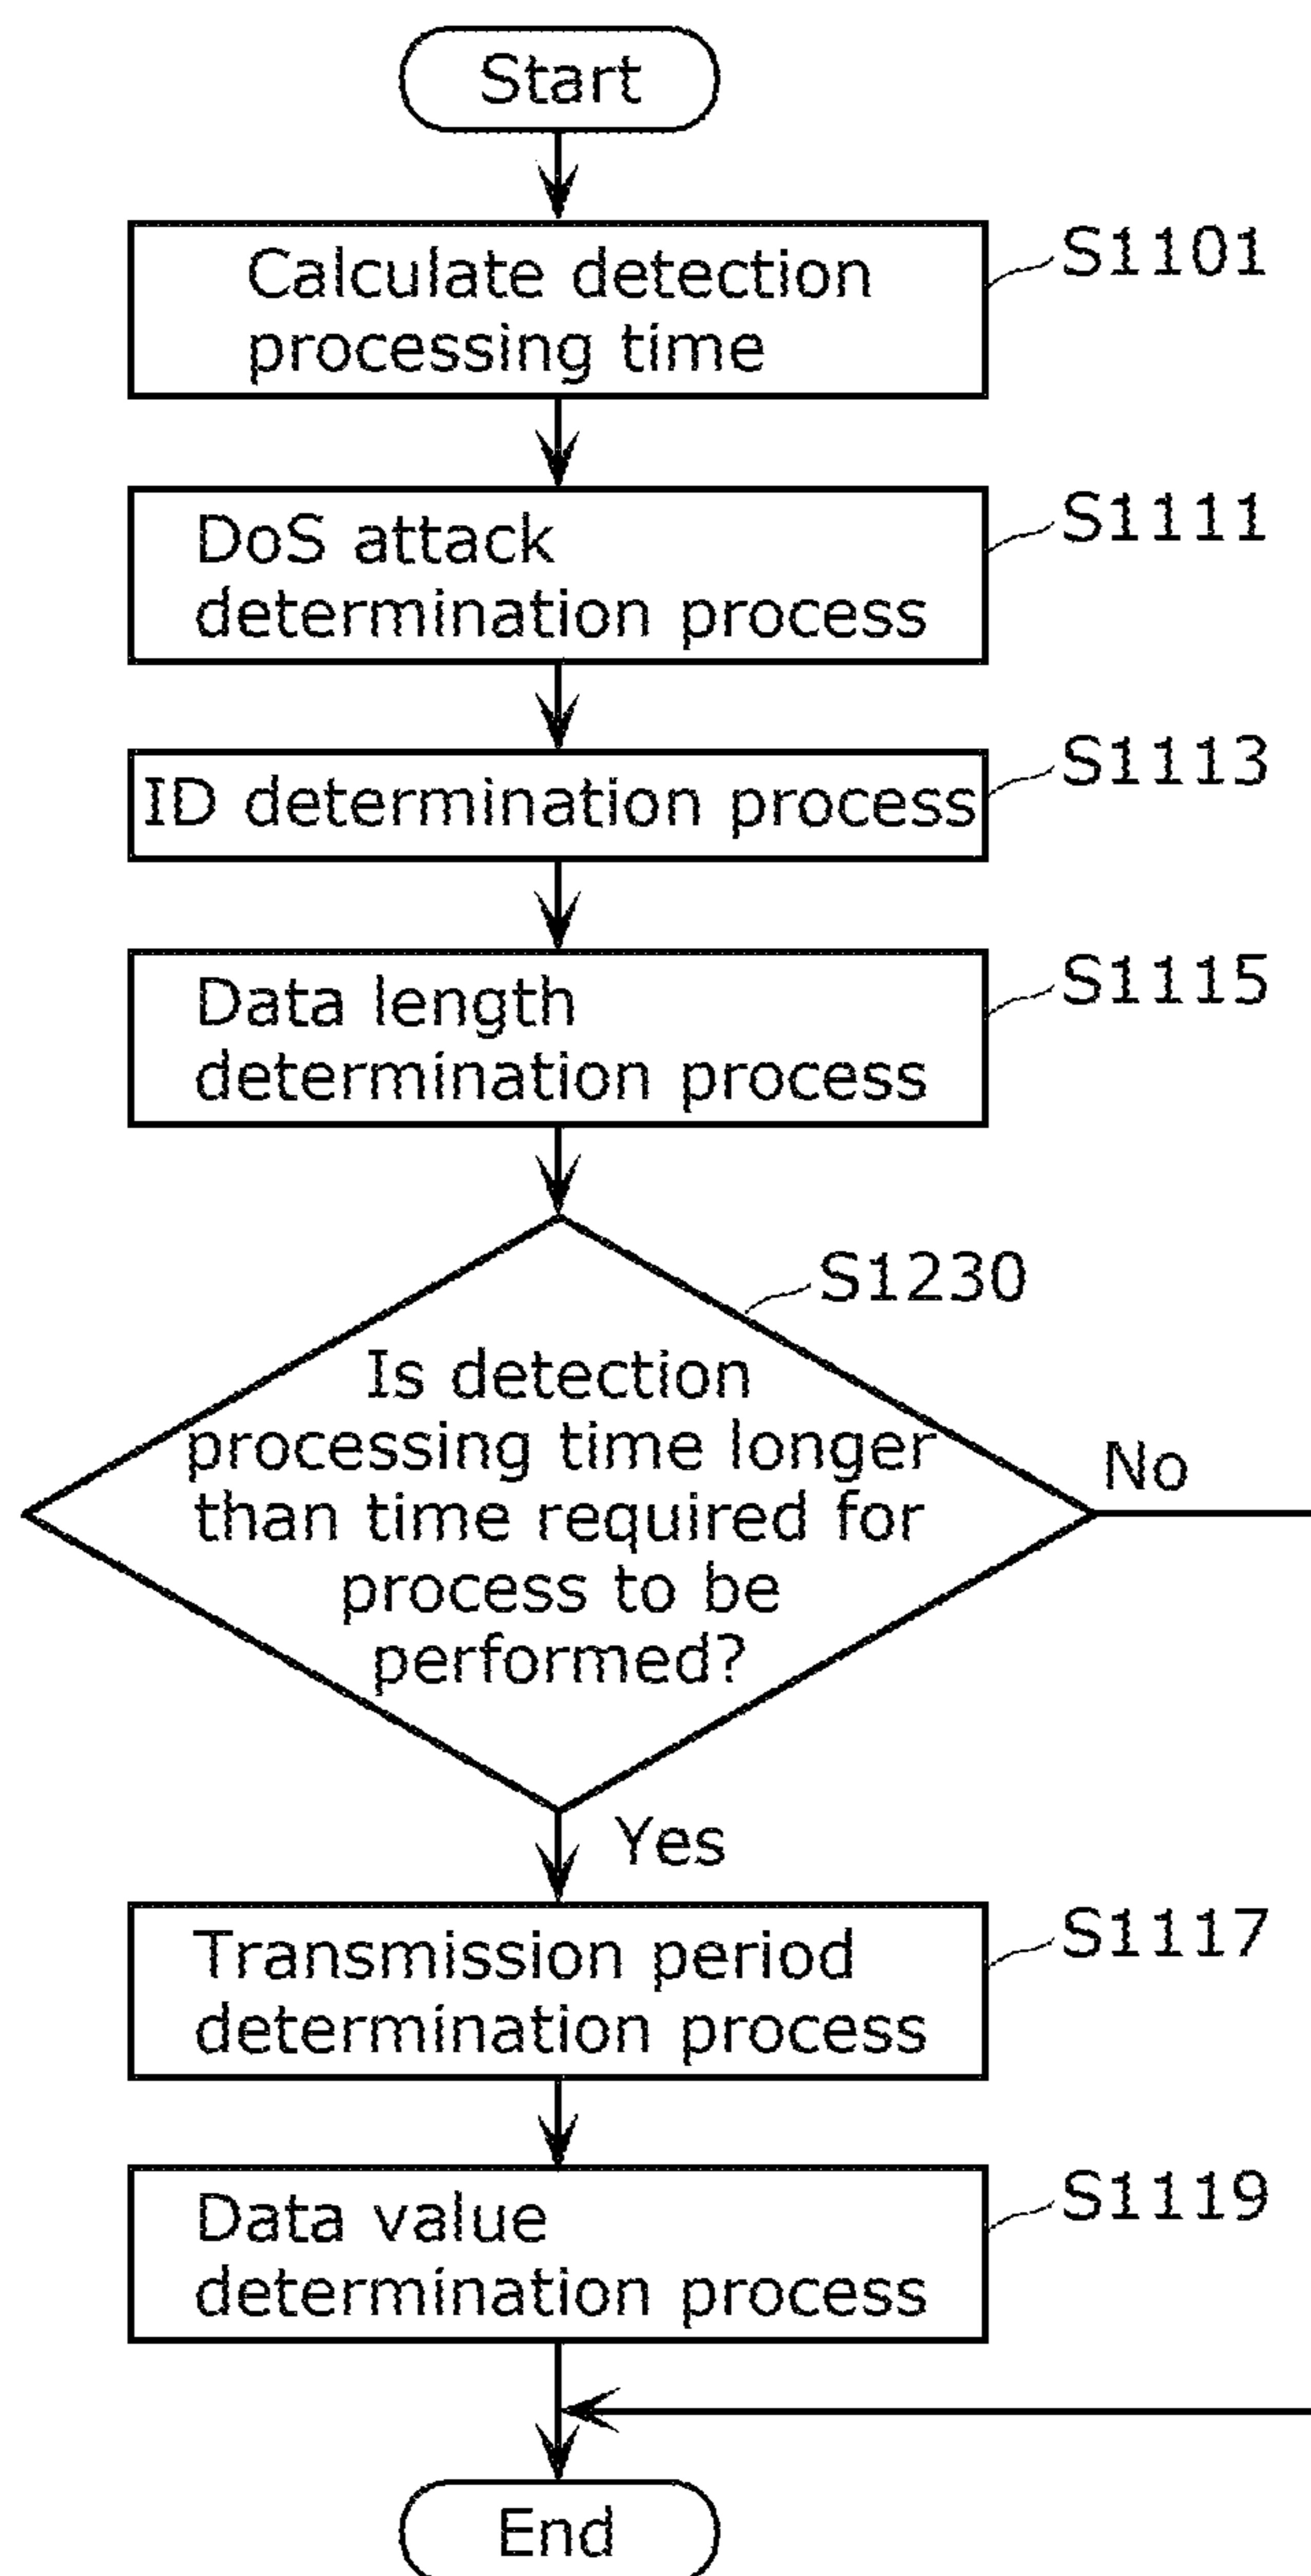 Start
Calculate detection
processing time
S1101
DoS attack
determination process
S1111
ID determination process
S1113
Data length
determination process
S1115
S1230
Is detection
processing time longer
than time required for
process to be
performed?
No
Yes
Transmission period
determination process
S1117
Data value
determination process
S1119
End